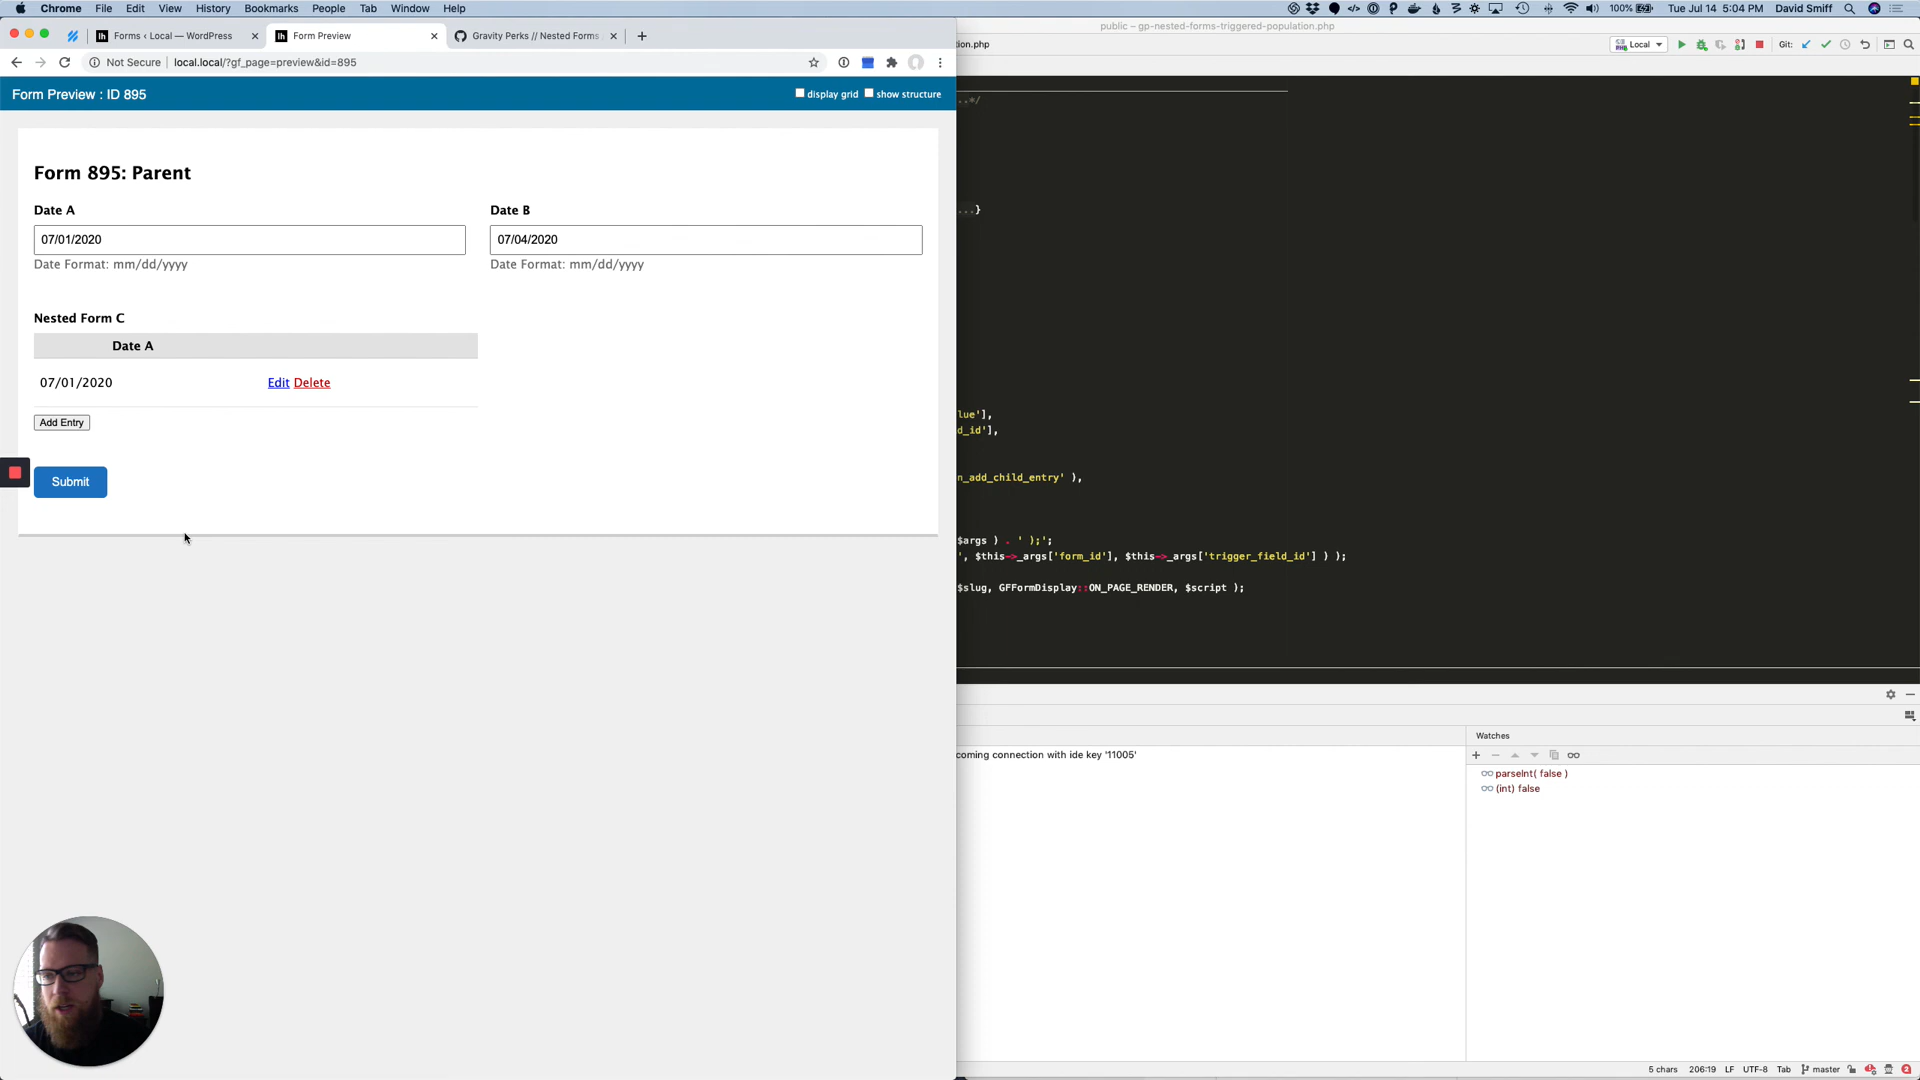 Chrome File Edit View History Bookmarks People Tab Window Help
100% Tue Jul 14 5:04 PM David Smiff
public – gp-nested-forms-triggered-population.php
Forms ‹ Local — WordPress
Form Preview
Gravity Perks // Nested Forms
ion.php
Local
Git:
Not Secure local.local/?gf_page=preview&id=895
Form Preview : ID 895
display grid show structure
...*/
Form 895: Parent
Date A Date B
...}
07/01/2020 07/04/2020
Date Format: mm/dd/yyyy Date Format: mm/dd/yyyy
Nested Form C
Date A
07/01/2020 Edit Delete
Add Entry
lue'],
d_id'],
Submit
n_add_child_entry' ),
$args ) . ' );';
', $this->_args['form_id'], $this->_args['trigger_field_id'] ) );
$slug, GFFormDisplay::ON_PAGE_RENDER, $script );
Watches
coming connection with ide key '11005'
parseInt( false )
(int) false
5 chars 206:19 LF UTF-8 Tab master